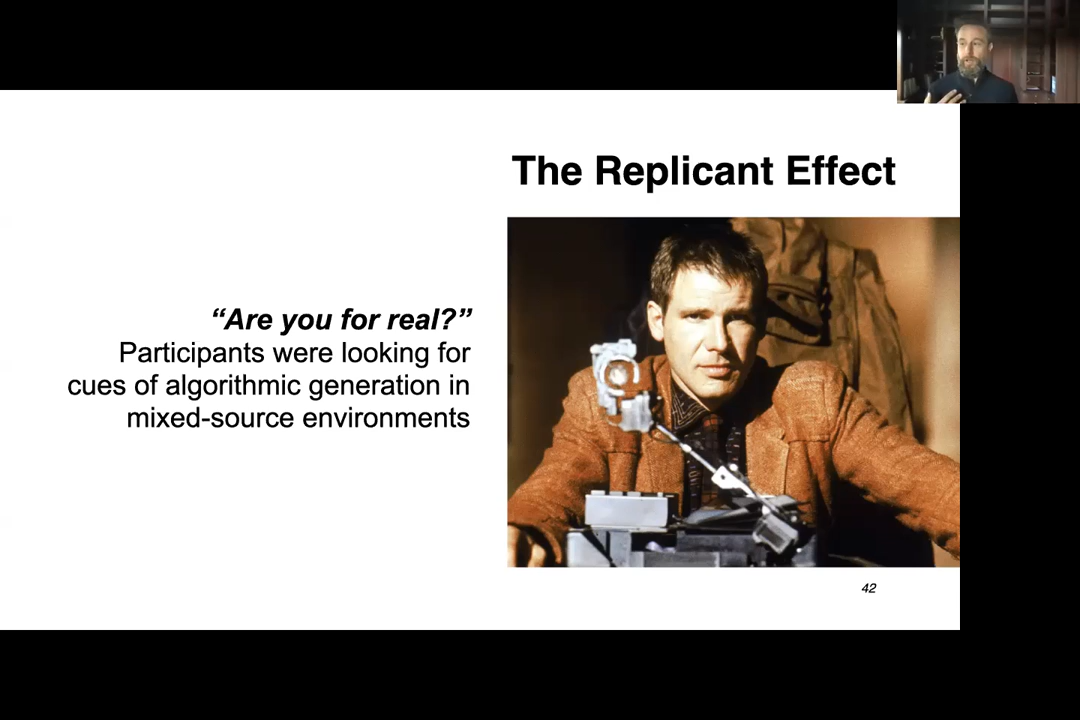 The Replicant Effect
“Are you for real?”
Participants were looking for
cues of algorithmic generation in
mixed-source environments
42